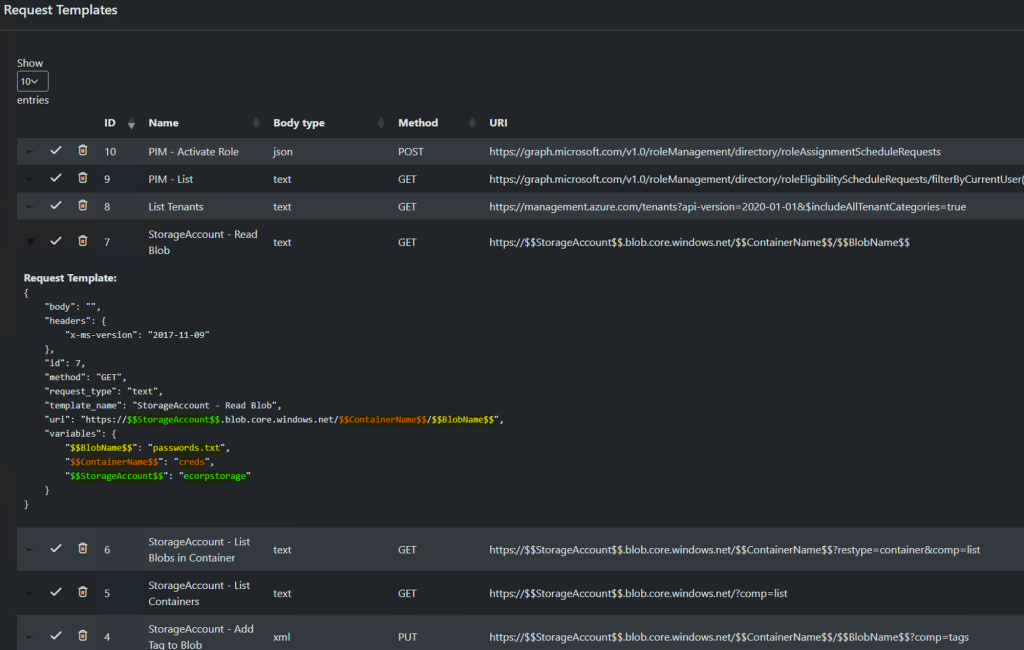 Request Templates
Show
10
entries
ID Name Body type Method URI
10 PIM - Activate Role json POST https://graph.microsoft.com/v1.0/roleManagement/directory/roleAssignmentScheduleRequests
9 PIM - List text GET https://graph.microsoft.com/v1.0/roleManagement/directory/roleEligibilityScheduleRequests/filterByCurrentUser(
8 List Tenants text GET https://management.azure.com/tenants?api-version=2020-01-01&$includeAllTenantCategories=true
7 StorageAccount - Read Blob text GET https://$$StorageAccount$$.blob.core.windows.net/$$ContainerName$$/$$BlobName$$
Request Template:
{
"body": "",
"headers": {
"x-ms-version": "2017-11-09"
},
"id": 7,
"method": "GET",
"request_type": "text",
"template_name": "StorageAccount - Read Blob",
"uri": "https://$$StorageAccount$$.blob.core.windows.net/$$ContainerName$$/$$BlobName$$",
"variables": {
"$$BlobName$$": "passwords.txt",
"$$ContainerName$$": "creds",
"$$StorageAccount$$": "ecorpstorage"
}
}
6 StorageAccount - List Blobs in Container text GET https://$$StorageAccount$$.blob.core.windows.net/$$ContainerName$$?restype=container&comp=list
5 StorageAccount - List Containers text GET https://$$StorageAccount$$.blob.core.windows.net/?comp=list
4 StorageAccount - Add Tag to Blob xml PUT https://$$StorageAccount$$.blob.core.windows.net/$$ContainerName$$/$$BlobName$$?comp=tags